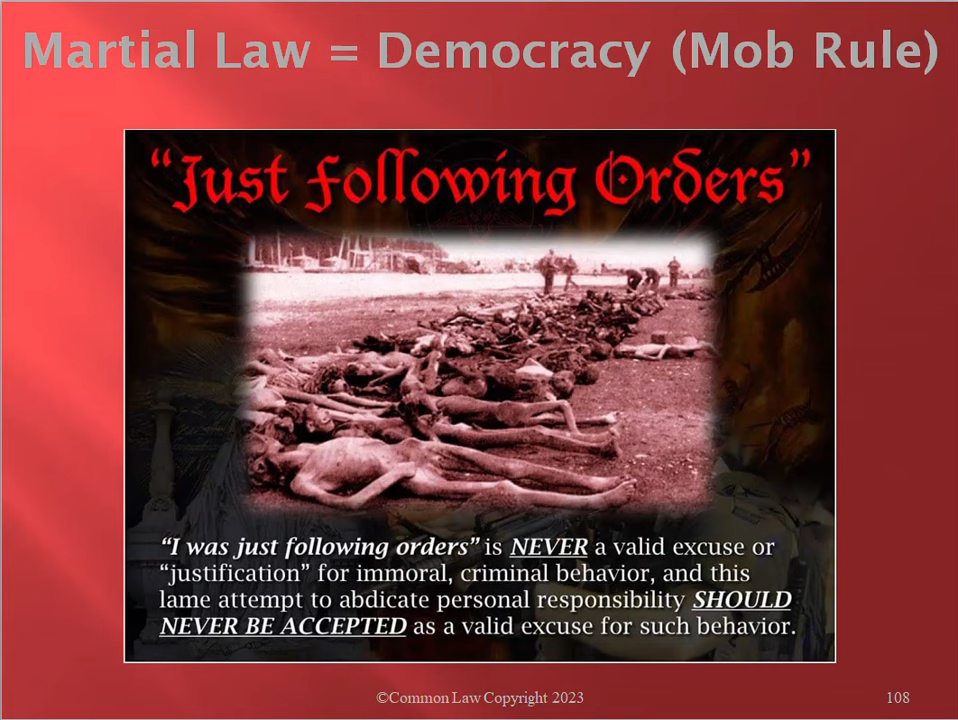 Martial Law = Democracy (Mob Rule)
“Just Following Orders”
“I was just following orders” is NEVER a valid excuse or
“justification” for immoral, criminal behavior, and this
lame attempt to abdicate personal responsibility SHOULD
NEVER BE ACCEPTED as a valid excuse for such behavior.
©Common Law Copyright 2023
108